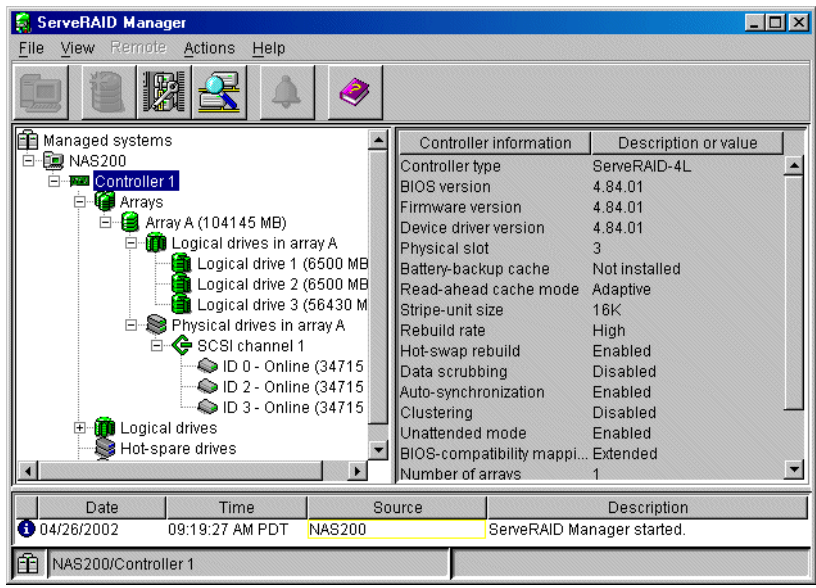 ServeRAID Manager
File View Remote Actions Help
Managed systems
NAS200
Controller 1
Arrays
Array A (104145 MB)
Logical drives in array A
Logical drive 1 (6500 MB
Logical drive 2 (6500 MB
Logical drive 3 (56430 M
Physical drives in array A
SCSI channel 1
ID 0 - Online (34715
ID 2 - Online (34715
ID 3 - Online (34715
Logical drives
Hot-spare drives
Controller information Description or value
Controller type ServeRAID-4L
BIOS version 4.84.01
Firmware version 4.84.01
Device driver version 4.84.01
Physical slot 3
Battery-backup cache Not installed
Read-ahead cache mode Adaptive
Stripe-unit size 16K
Rebuild rate High
Hot-swap rebuild Enabled
Data scrubbing Disabled
Auto-synchronization Enabled
Clustering Disabled
Unattended mode Enabled
BIOS-compatibility mappi... Extended
Number of arrays 1
Date Time Source Description
04/26/2002 09:19:27 AM PDT NAS200 ServeRAID Manager started.
NAS200/Controller 1